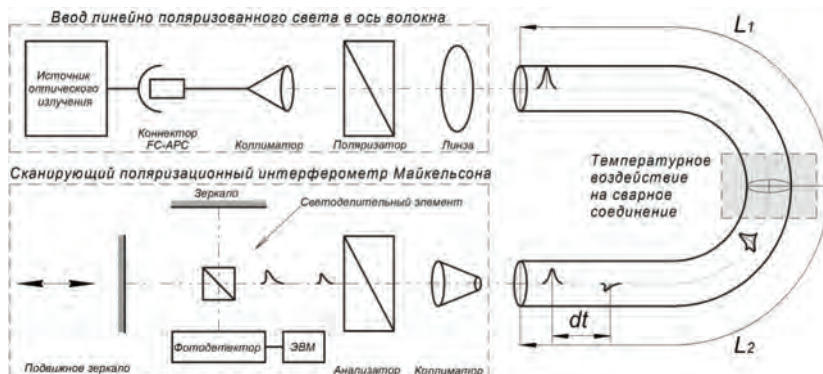 Ввод линейно поляризованного света в ось волокна
Источник
оптического
излучения
Коннектор
FC-APC
Коллиматор
Поляризатор
Линза
L1
Температурное
воздействие
на сварное
соединение
Сканирующий поляризационный интерферометр Майкельсона
Зеркало
Светоделительный элемент
Фотодетектор
ЭВМ
Подвижное зеркало
Анализатор
Коллиматор
dt
L2